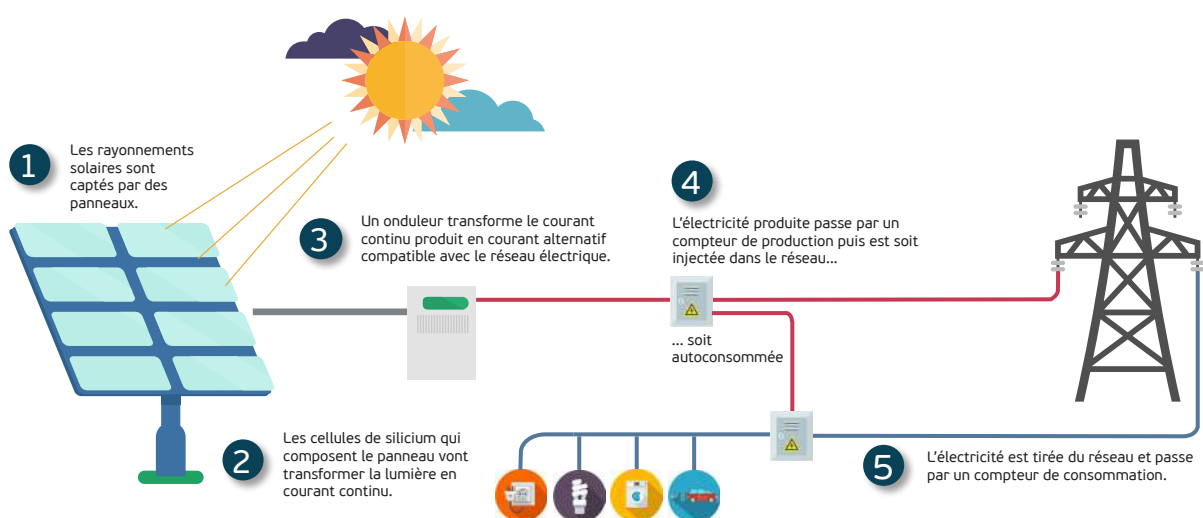 1
Les rayonnements
solaires sont
captés par des
panneaux.
2
Les cellules de silicium qui
composent le panneau vont
transformer la lumière en
courant continu.
3
Un onduleur transforme le courant
continu produit en courant alternatif
compatible avec le réseau électrique.
4
L'électricité produite passe par un
compteur de production puis est soit
injectée dans le réseau...
... soit
autoconsommée
5
L'électricité est tirée du réseau et passe
par un compteur de consommation.